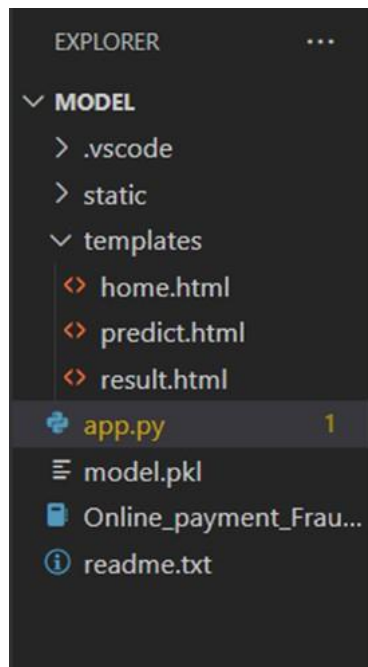 EXPLORER ...
MODEL
.vscode
static
templates
home.html
predict.html
result.html
app.py 1
model.pkl
Online_payment_Frau...
readme.txt